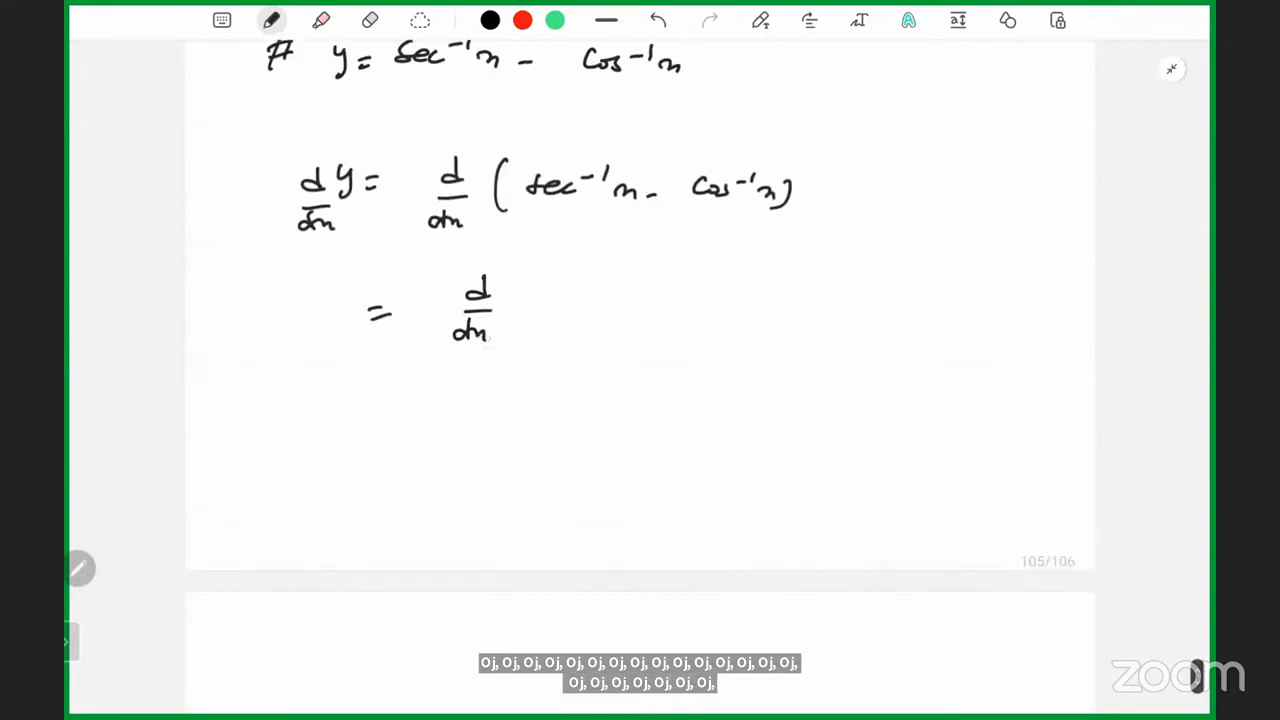 # y = sec⁻¹x - cos⁻¹x
d/dx y = d/dx (sec⁻¹x - cos⁻¹x)
= d/dx
105/106
Oj, Oj, Oj, Oj, Oj, Oj, Oj, Oj, Oj, Oj, Oj, Oj, Oj, Oj, Oj,
Oj, Oj, Oj, Oj, Oj, Oj, Oj,
zoom